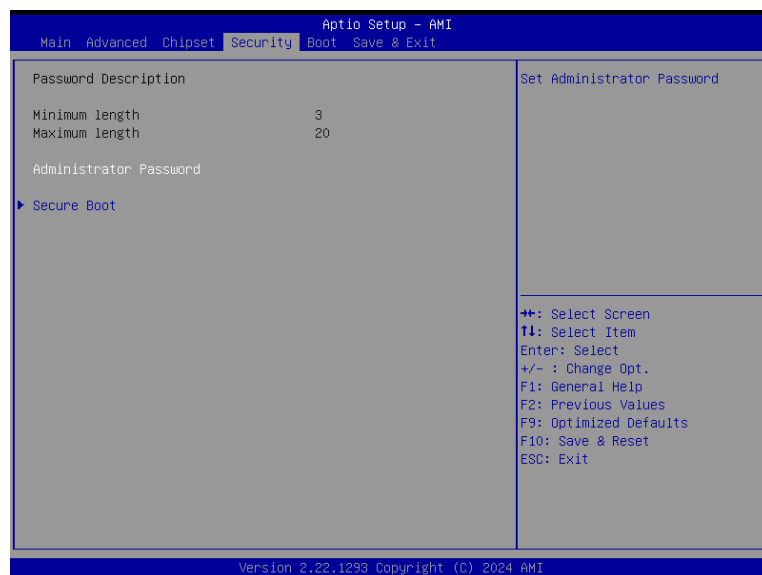 Aptio Setup – AMI
Main Advanced Chipset Security Boot Save & Exit
Password Description
Minimum length 3
Maximum length 20
Administrator Password
Secure Boot
Set Administrator Password
→←: Select Screen
↑↓: Select Item
Enter: Select
+/- : Change Opt.
F1: General Help
F2: Previous Values
F9: Optimized Defaults
F10: Save & Reset
ESC: Exit
Version 2.22.1293 Copyright (C) 2024 AMI